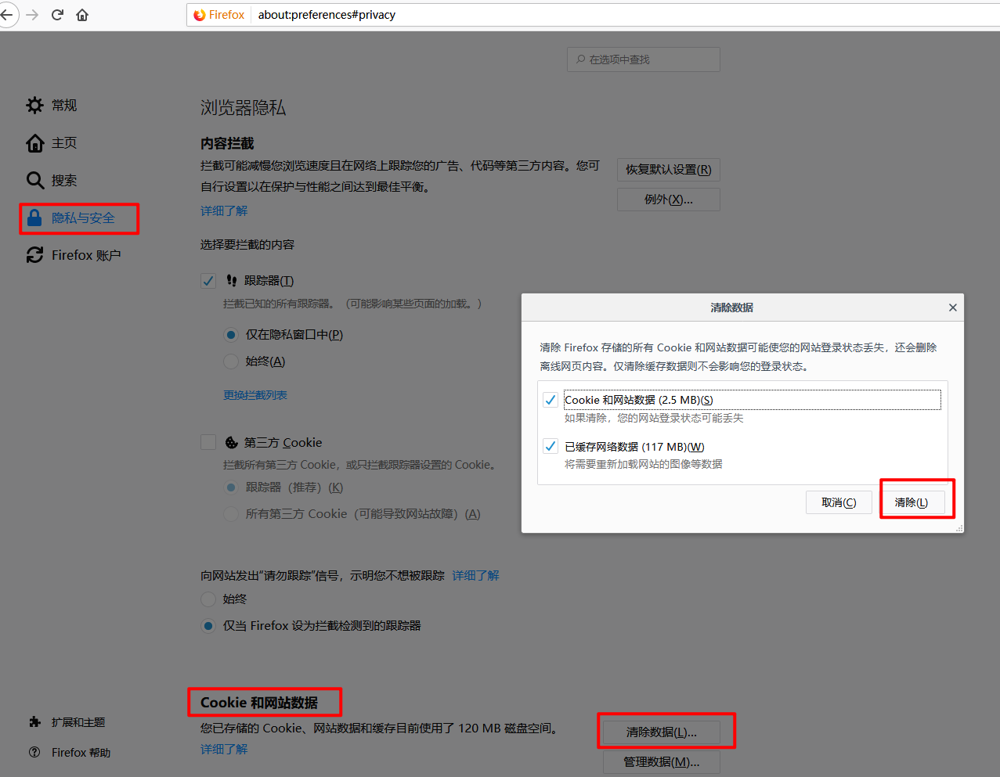 Firefox about:preferences#privacy
在选项中查找
常规
主页
搜索
隐私与安全
Firefox 账户
扩展和主题
Firefox 帮助
浏览器隐私
内容拦截
拦截可能减慢您浏览速度且在网络上跟踪您的广告、代码等第三方内容。您可
自行设置以在保护与性能之间达到最佳平衡。
详细了解
恢复默认设置(R)
例外(X)...
选择要拦截的内容
跟踪器(T)
拦截已知的所有跟踪器。（可能影响某些页面的加载。）
仅在隐私窗口中(P)
始终(A)
更换拦截列表
第三方 Cookie
拦截所有第三方 Cookie，或只拦截跟踪器设置的 Cookie。
跟踪器（推荐）(K)
所有第三方 Cookie（可能导致网站故障）(A)
向网站发出“请勿跟踪”信号，示明您不想被跟踪 详细了解
始终
仅当 Firefox 设为拦截检测到的跟踪器
Cookie 和网站数据
您已存储的 Cookie、网站数据和缓存目前使用了 120 MB 磁盘空间。
详细了解
清除数据(L)...
管理数据(M)...
清除数据
清除 Firefox 存储的所有 Cookie 和网站数据可能使您的网站登录状态丢失，还会删除
离线网页内容。仅清除缓存数据则不会影响您的登录状态。
Cookie 和网站数据 (2.5 MB)(S)
如果清除，您的网站登录状态可能丢失
已缓存网络数据 (117 MB)(W)
将需要重新加载网站的图像等数据
取消(C)
清除(L)